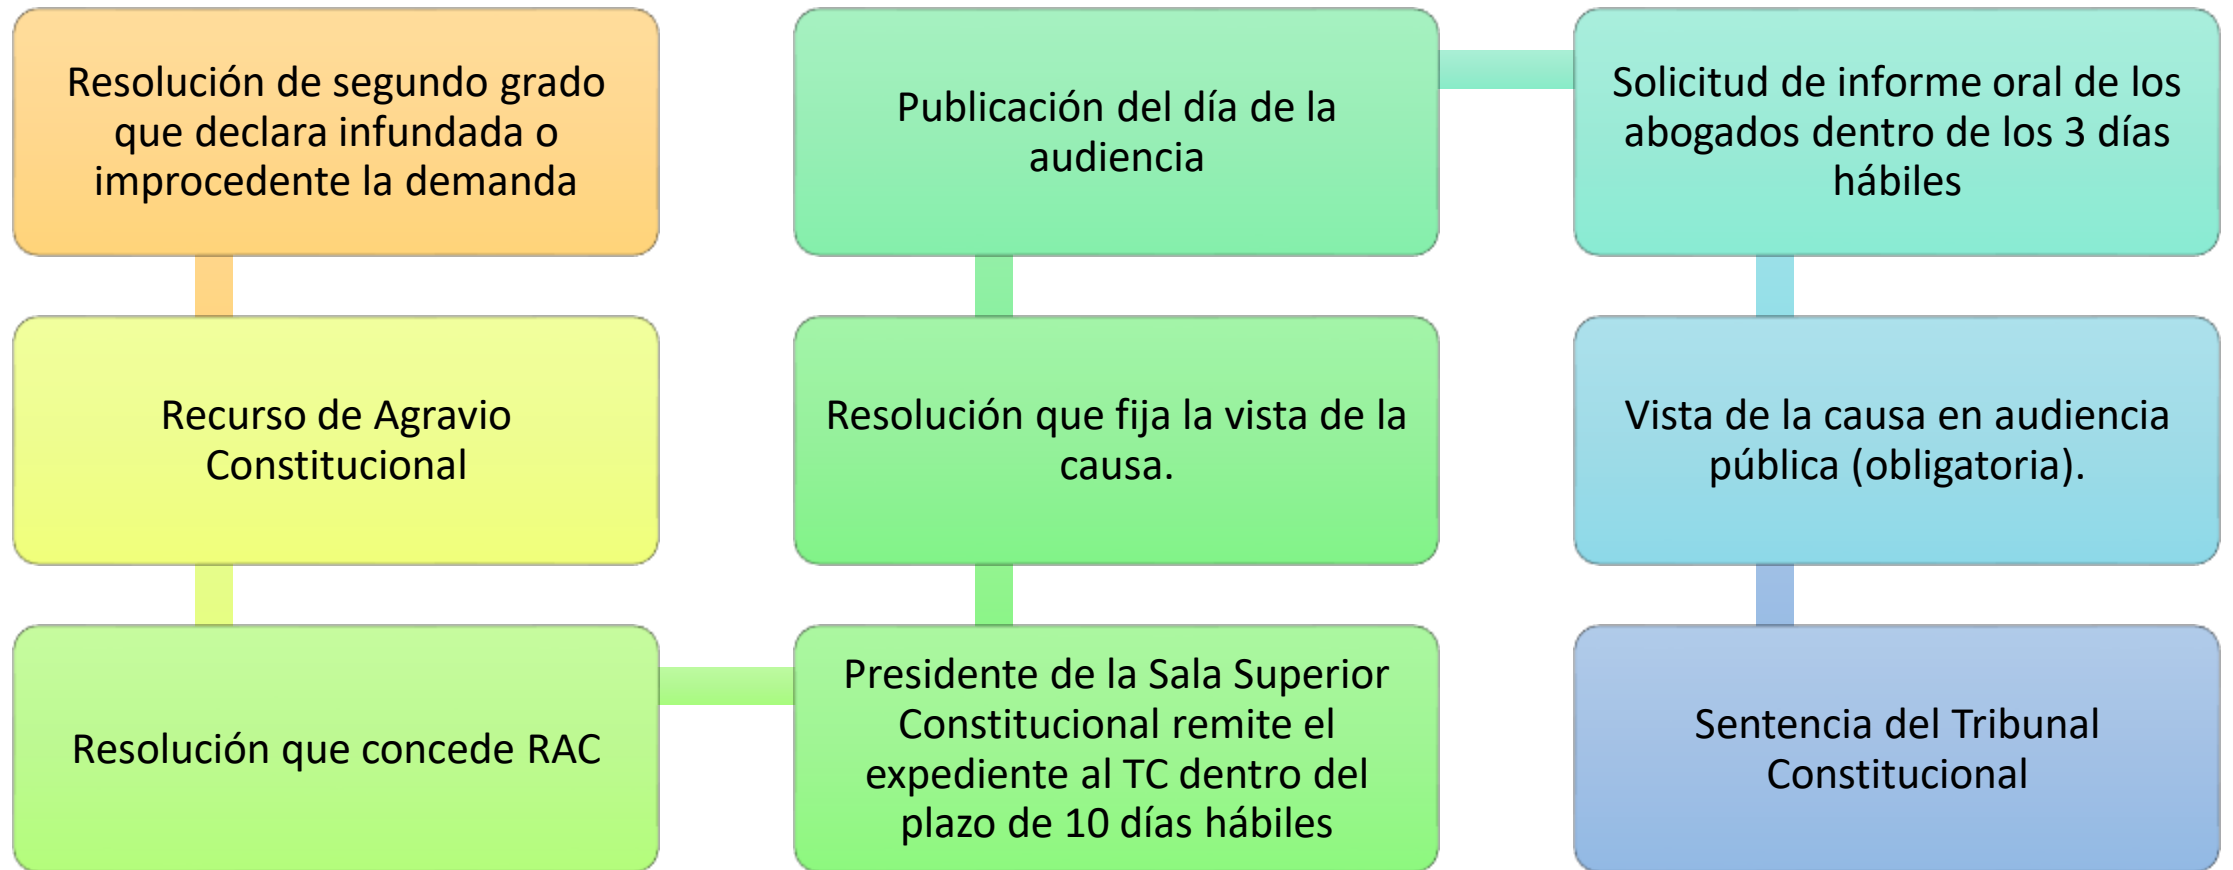 Resolución de segundo grado
que declara infundada o
improcedente la demanda
Recurso de Agravio
Constitucional
Resolución que concede RAC
Presidente de la Sala Superior
Constitucional remite el
expediente al TC dentro del
plazo de 10 días hábiles
Resolución que fija la vista de la
causa.
Publicación del día de la
audiencia
Solicitud de informe oral de los
abogados dentro de los 3 días
hábiles
Vista de la causa en audiencia
pública (obligatoria).
Sentencia del Tribunal
Constitucional